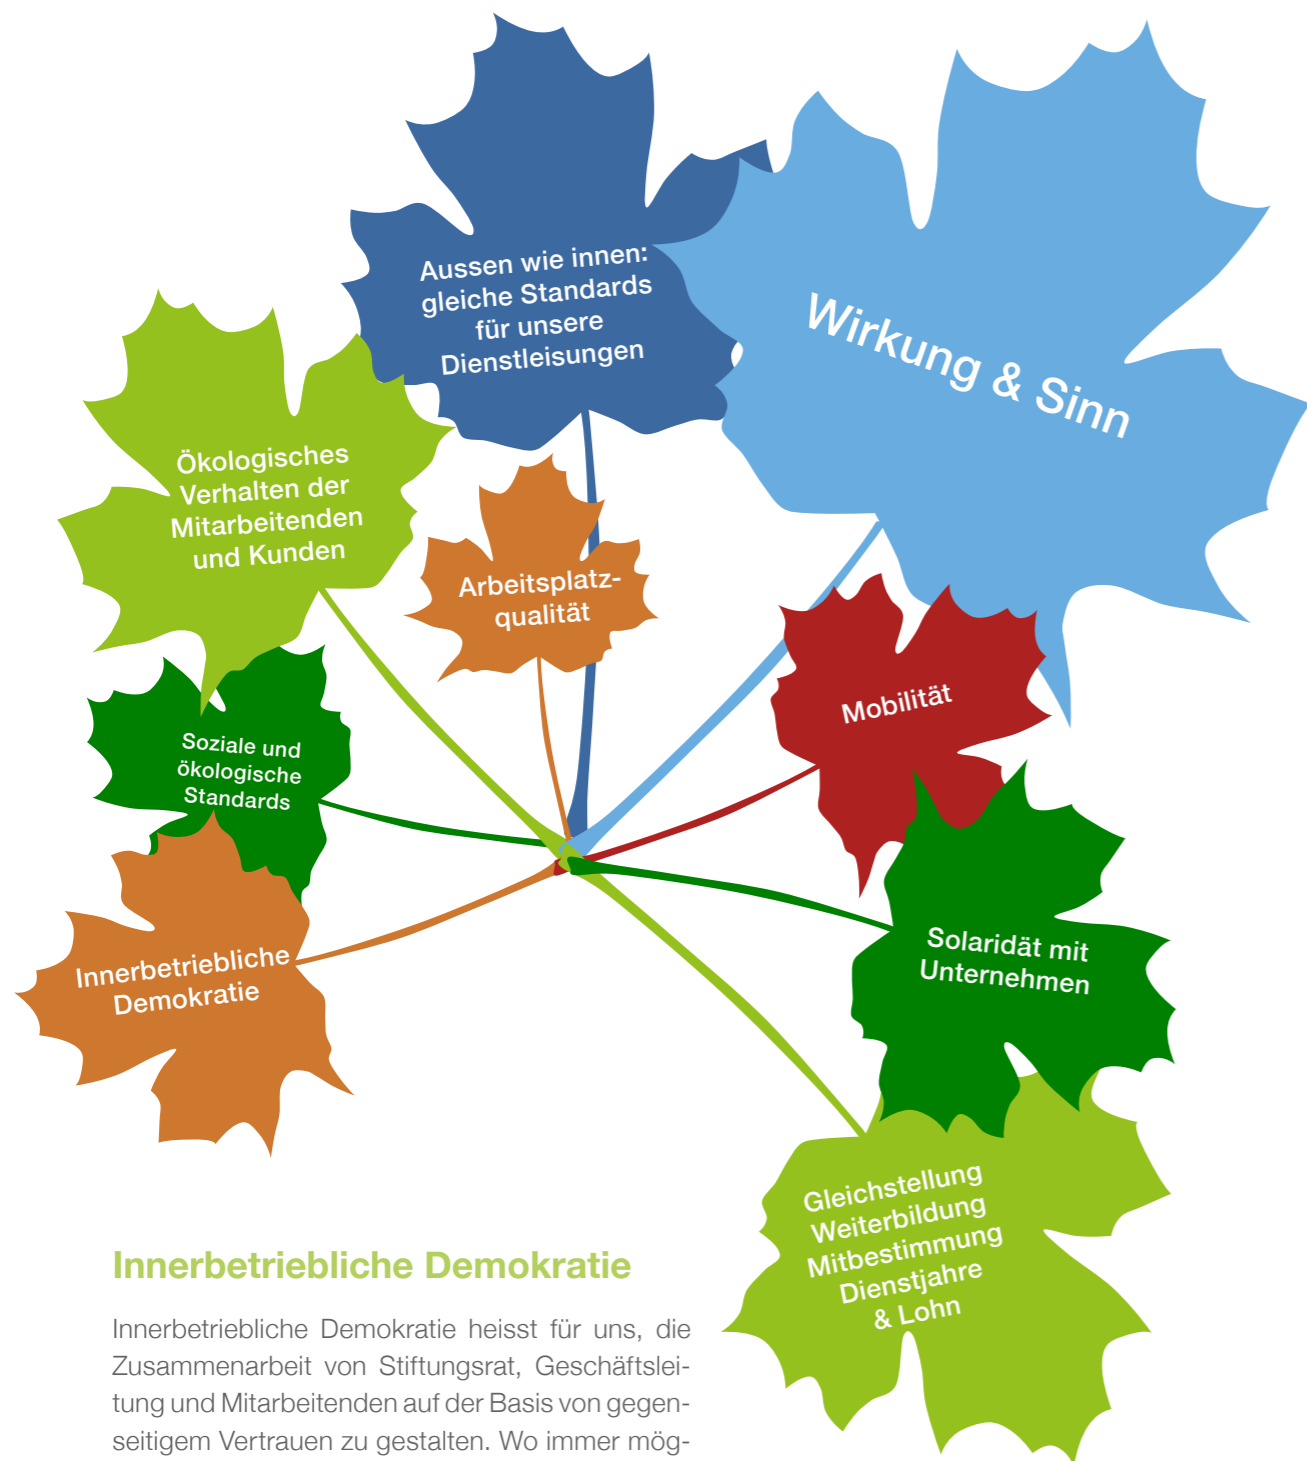 Aussen wie innen:
gleiche Standards
für unsere
Dienstleisungen
Wirkung & Sinn
Ökologisches
Verhalten der
Mitarbeitenden
und Kunden
Arbeitsplatz-
qualität
Mobilität
Soziale und
ökologische
Standards
Innerbetriebliche
Demokratie
Solaridät mit
Unternehmen
Gleichstellung
Weiterbildung
Mitbestimmung
Dienstjahre
& Lohn
Innerbetriebliche Demokratie
Innerbetriebliche Demokratie heisst für uns, die
Zusammenarbeit von Stiftungsrat, Geschäftslei-
tung und Mitarbeitenden auf der Basis von gegen-
seitigem Vertrauen zu gestalten. Wo immer mög-